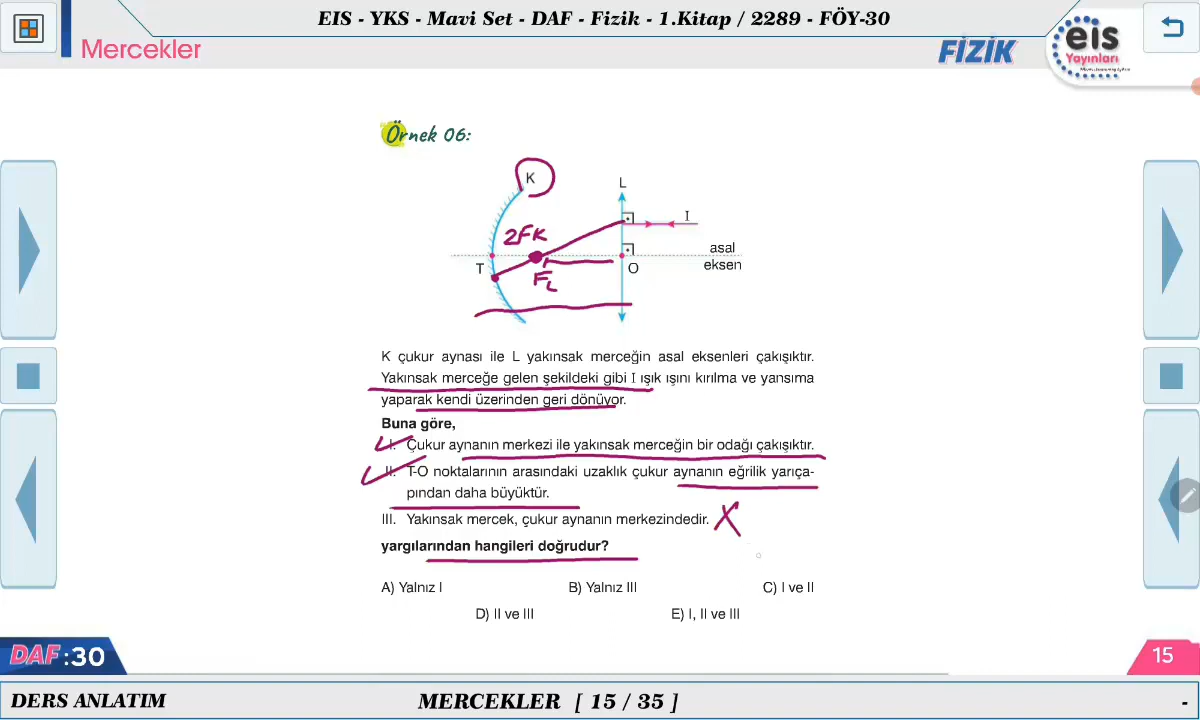 EIS - YKS - Mavi Set - DAF - Fizik - 1.Kitap / 2289 - FÖY-30
Mercekler
FİZİK
eis
Yayınları
Örnek 06:
K
L
I
2FK
asal
eksen
T
O
FL
K çukur aynası ile L yakınsak merceğin asal eksenleri çakışıktır.
Yakınsak merceğe gelen şekildeki gibi I ışık ışını kırılma ve yansıma
yaparak kendi üzerinden geri dönüyor.
Buna göre,
I. Çukur aynanın merkezi ile yakınsak merceğin bir odağı çakışıktır.
II. T-O noktalarının arasındaki uzaklık çukur aynanın eğrilik yarıça-
pından daha büyüktür.
III. Yakınsak mercek, çukur aynanın merkezindedir. X
yargılarından hangileri doğrudur?
A) Yalnız I B) Yalnız III C) I ve II
D) II ve III E) I, II ve III
DAF :30
15
DERS ANLATIM MERCEKLER [ 15 / 35 ] -